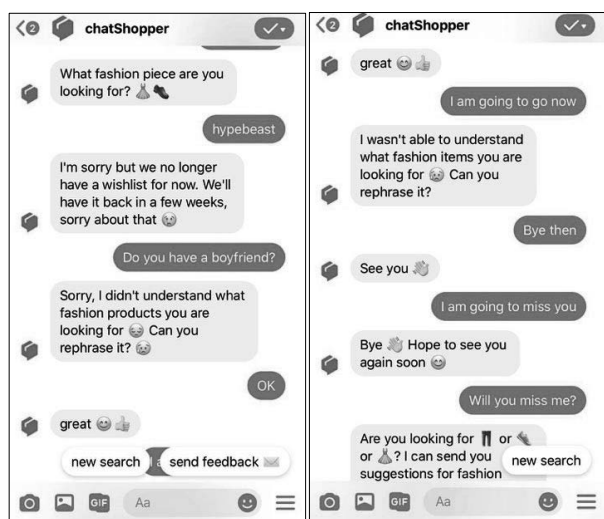 2
chatShopper
What fashion piece are you
looking for?
hypebeast
I'm sorry but we no longer
have a wishlist for now. We'll
have it back in a few weeks,
sorry about that
Do you have a boyfriend?
Sorry, I didn't understand what
fashion products you are
looking for Can you
rephrase it?
OK
great
new search
send feedback
GIF
Aa
2
chatShopper
great
I am going to go now
I wasn't able to understand
what fashion items you are
looking for Can you
rephrase it?
Bye then
See you
I am going to miss you
Bye Hope to see you
again soon
Will you miss me?
Are you looking for or
or ? I can send you
suggestions for fashion
new search
GIF
Aa